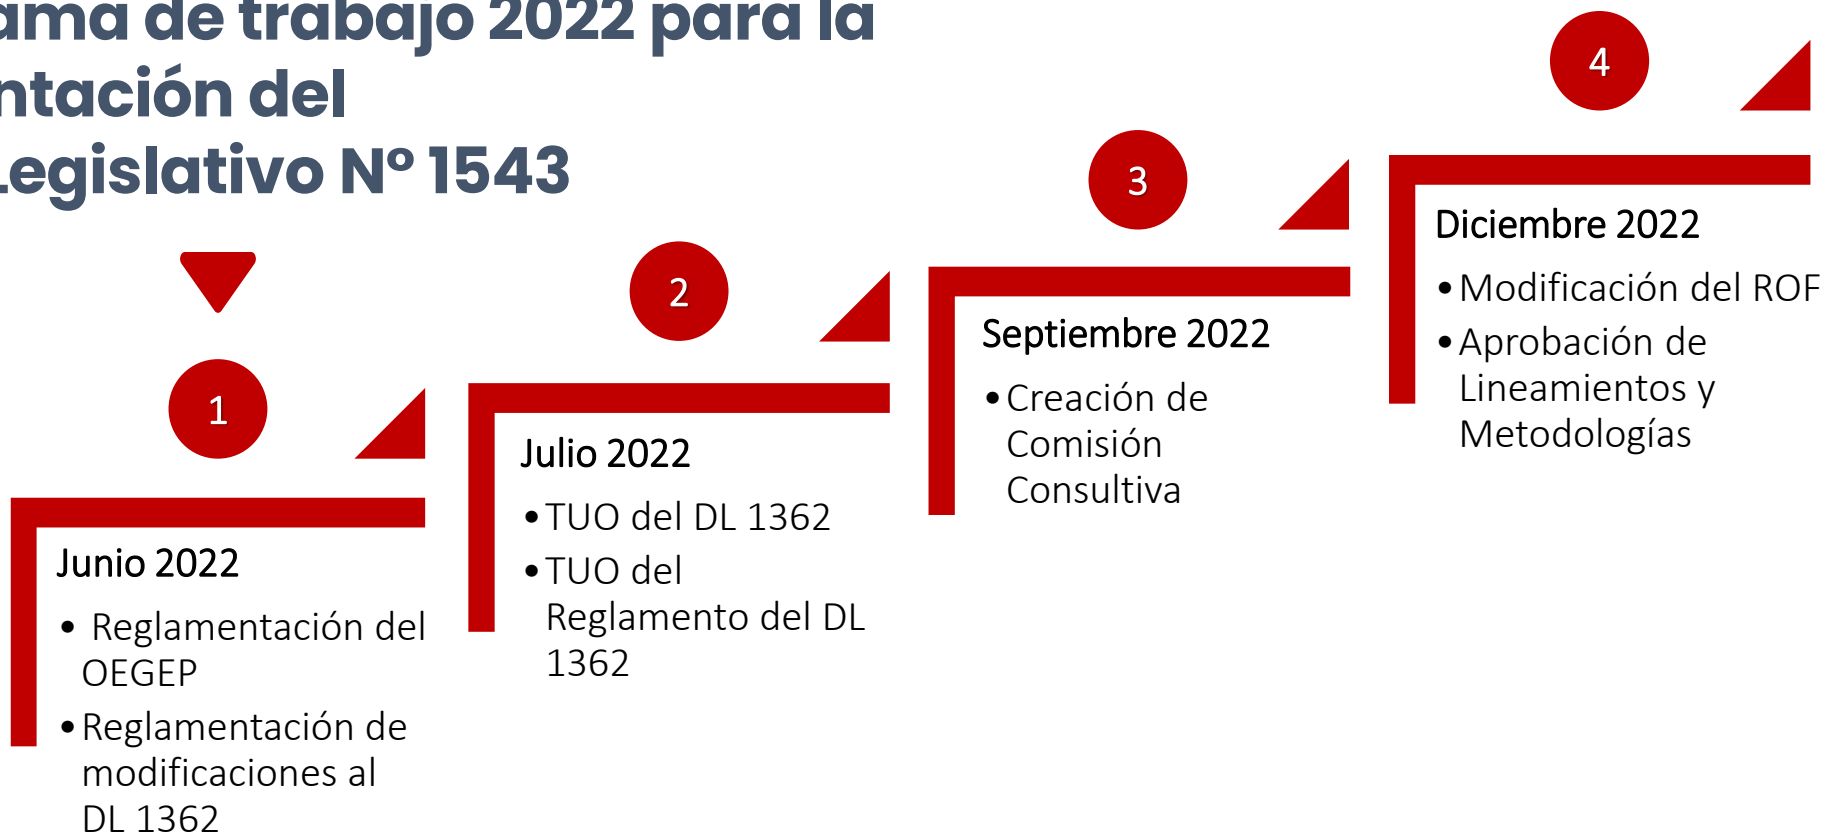 ama de trabajo 2022 para la
ntación del
Legislativo Nº 1543
1
Junio 2022
• Reglamentación del
OEGEP
• Reglamentación de
modificaciones al
DL 1362
2
Julio 2022
• TUO del DL 1362
• TUO del
Reglamento del DL
1362
3
Septiembre 2022
• Creación de
Comisión
Consultiva
4
Diciembre 2022
• Modificación del ROF
• Aprobación de
Lineamientos y
Metodologías